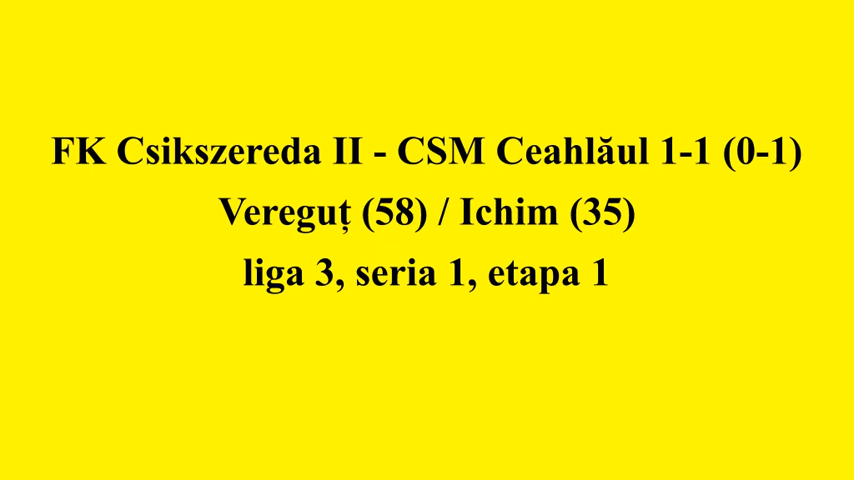 FK Csikszereda II - CSM Ceahlăul 1-1 (0-1)
Vereguț (58) / Ichim (35)
liga 3, seria 1, etapa 1